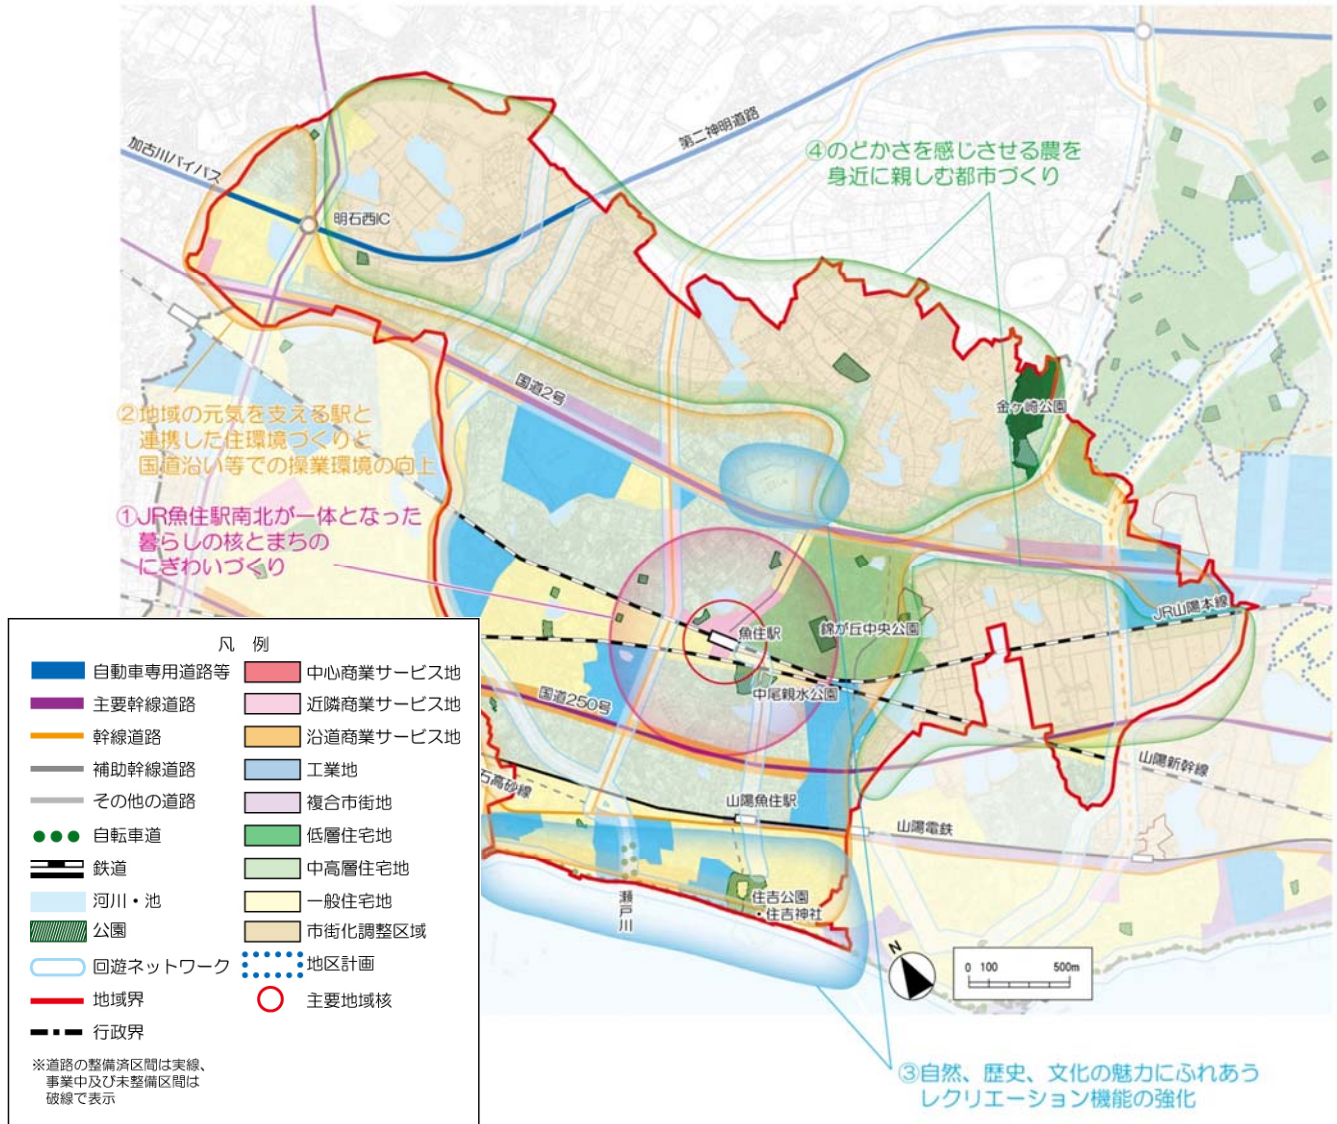 加古川バイパス
第二神明道路
明石西IC
④のどかさを感じさせる農を
身近に親しむ都市づくり
国道2号
金ヶ崎公園
②地域の元気を支える駅と
連携した住環境づくりと
国道沿い等での操業環境の向上
①JR魚住駅南北が一体となった
暮らしの核とまちの
にぎわいづくり
JR山陽本線
魚住駅
錦が丘中央公園
中尾親水公園
国道250号
山陽新幹線
石高砂線
山陽魚住駅
山陽電鉄
住吉公園
・住吉神社
瀬戸川
N
0 100 500m
③自然、歴史、文化の魅力にふれあう
レクリエーション機能の強化
凡 例
自動車専用道路等
主要幹線道路
幹線道路
補助幹線道路
その他の道路
自転車道
鉄道
河川・池
公園
回遊ネットワーク
地域界
行政界
中心商業サービス地
近隣商業サービス地
沿道商業サービス地
工業地
複合市街地
低層住宅地
中高層住宅地
一般住宅地
市街化調整区域
地区計画
主要地域核
※道路の整備済区間は実線、
事業中及び未整備区間は
破線で表示